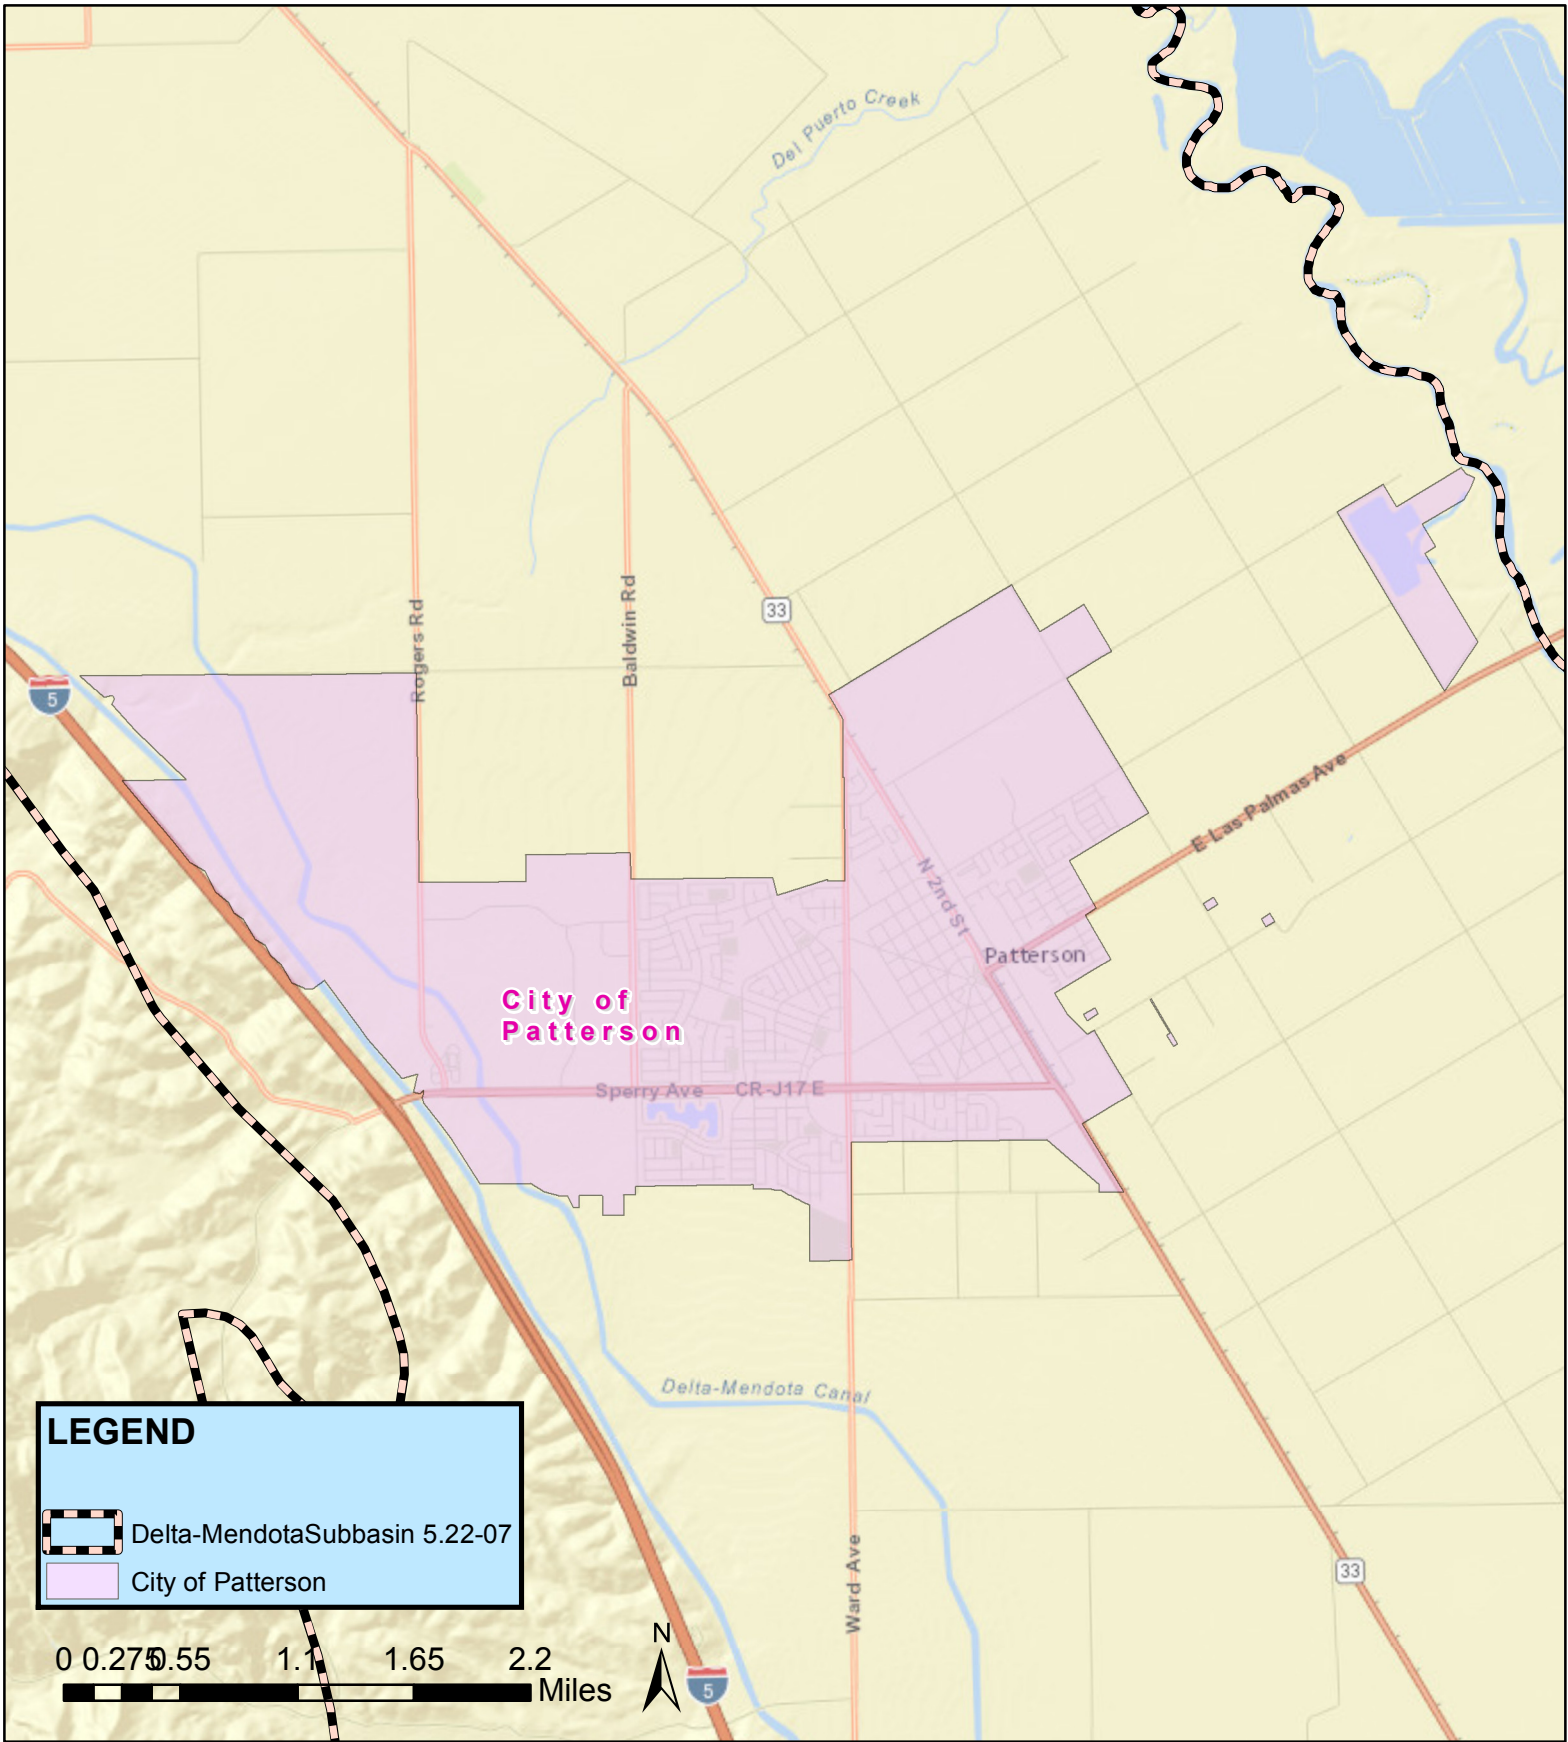 Del Puerto Creek
Rogers Rd
Baldwin Rd
33
5
E Las Palmas Ave
N 2nd St
Patterson
City of
Patterson
Sperry Ave
CR-J17 E
Delta-Mendota Canal
LEGEND
Delta-MendotaSubbasin 5.22-07
City of Patterson
Ward Ave
33
N
0 0.275 0.55 1.1 1.65 2.2
Miles
5